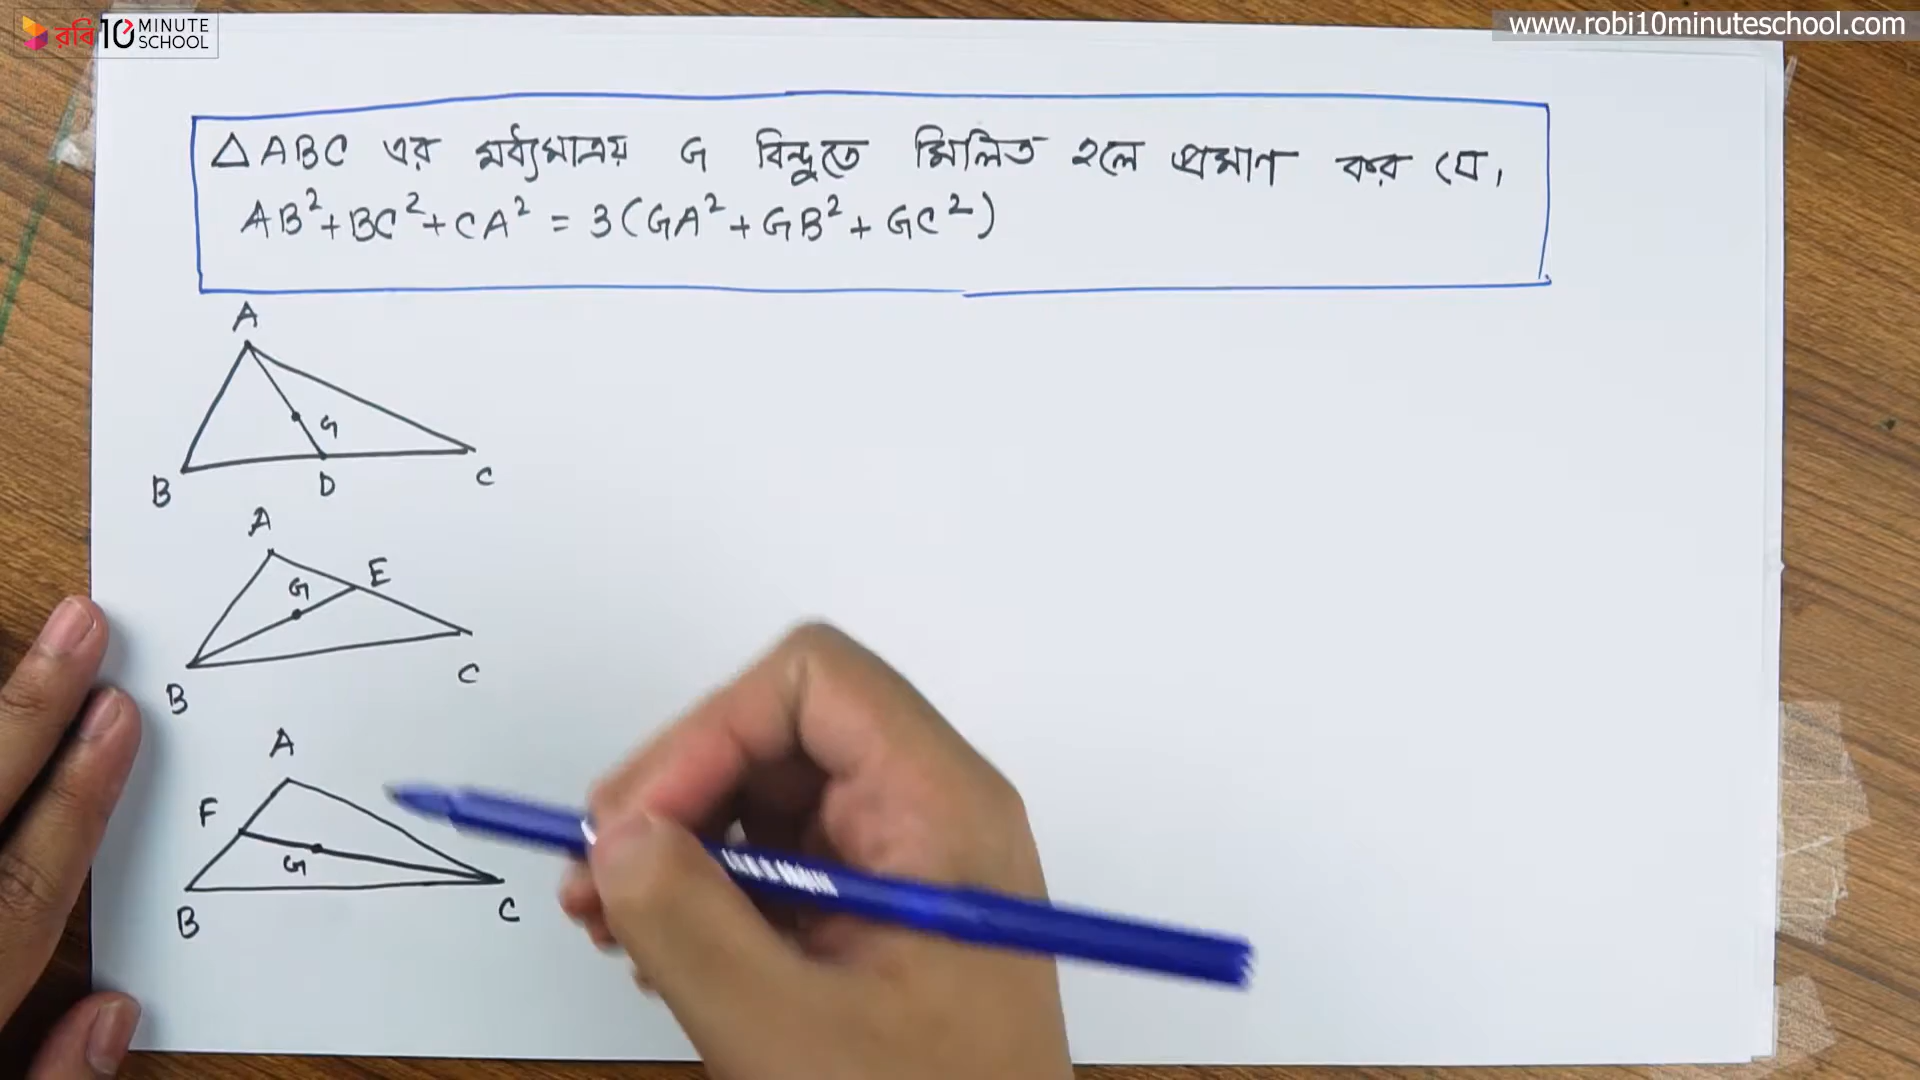 রবি 10 MINUTE SCHOOL
www.robi10minuteschool.com
△ABC এর মধ্যমাত্রয় G বিন্দুতে মিলিত হলে প্রমাণ কর যে,
AB²+BC²+CA² = 3(GA²+GB²+GC²)
A
G
B D C
A
E
G
C
B
A
F
G
B C